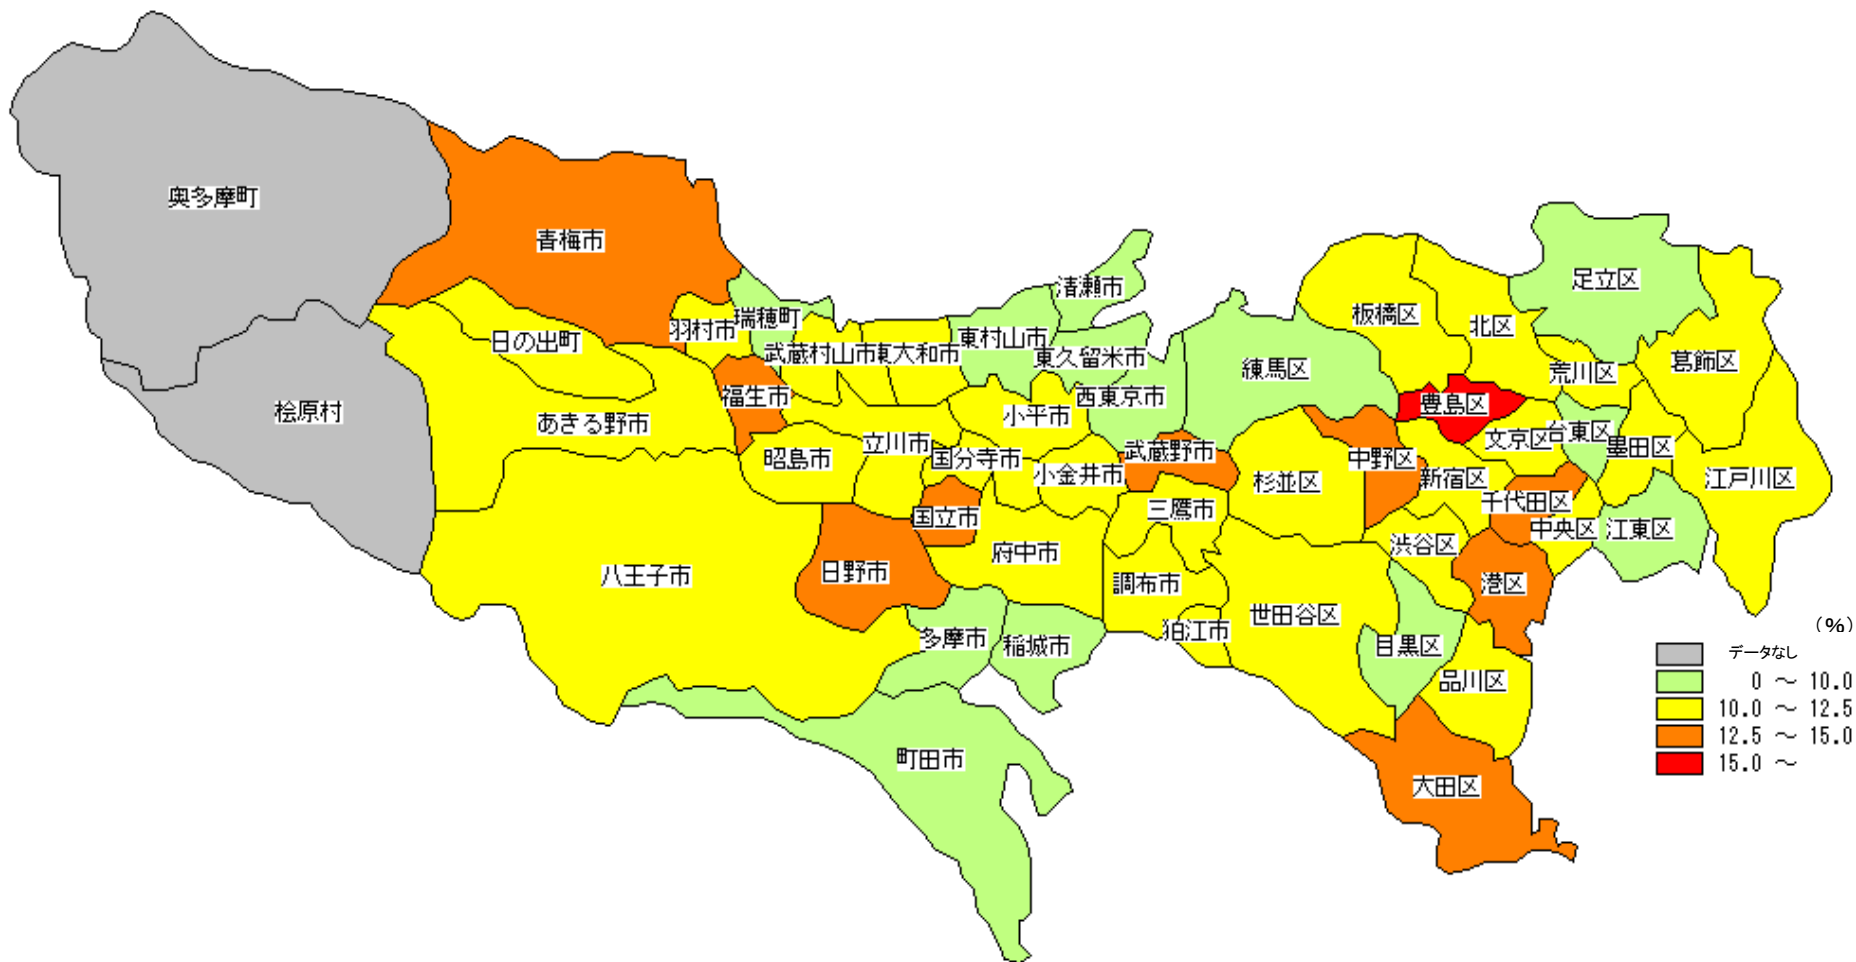 奥多摩町
青梅市
桧原村
日の出町
あきる野市
羽村市
瑞穂町
福生市
武蔵村山市
東大和市
東村山市
清瀬市
東久留米市
西東京市
小平市
立川市
昭島市
国分寺市
小金井市
武蔵野市
三鷹市
国立市
府中市
八王子市
日野市
調布市
狛江市
多摩市
稲城市
町田市
練馬区
板橋区
北区
足立区
葛飾区
荒川区
豊島区
文京区
台東区
墨田区
江戸川区
中野区
杉並区
新宿区
千代田区
中央区
江東区
渋谷区
港区
世田谷区
目黒区
品川区
大田区
(%)
データなし
0 ～ 10.0
10.0 ～ 12.5
12.5 ～ 15.0
15.0 ～